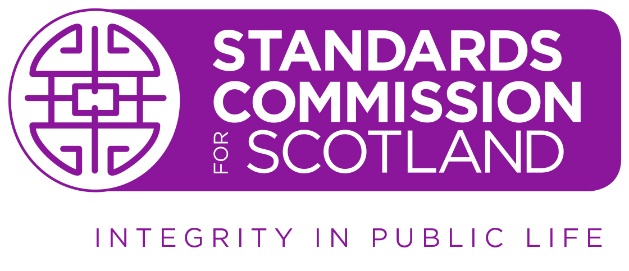 STANDARDS
COMMISSION
FOR SCOTLAND
INTEGRITY IN PUBLIC LIFE